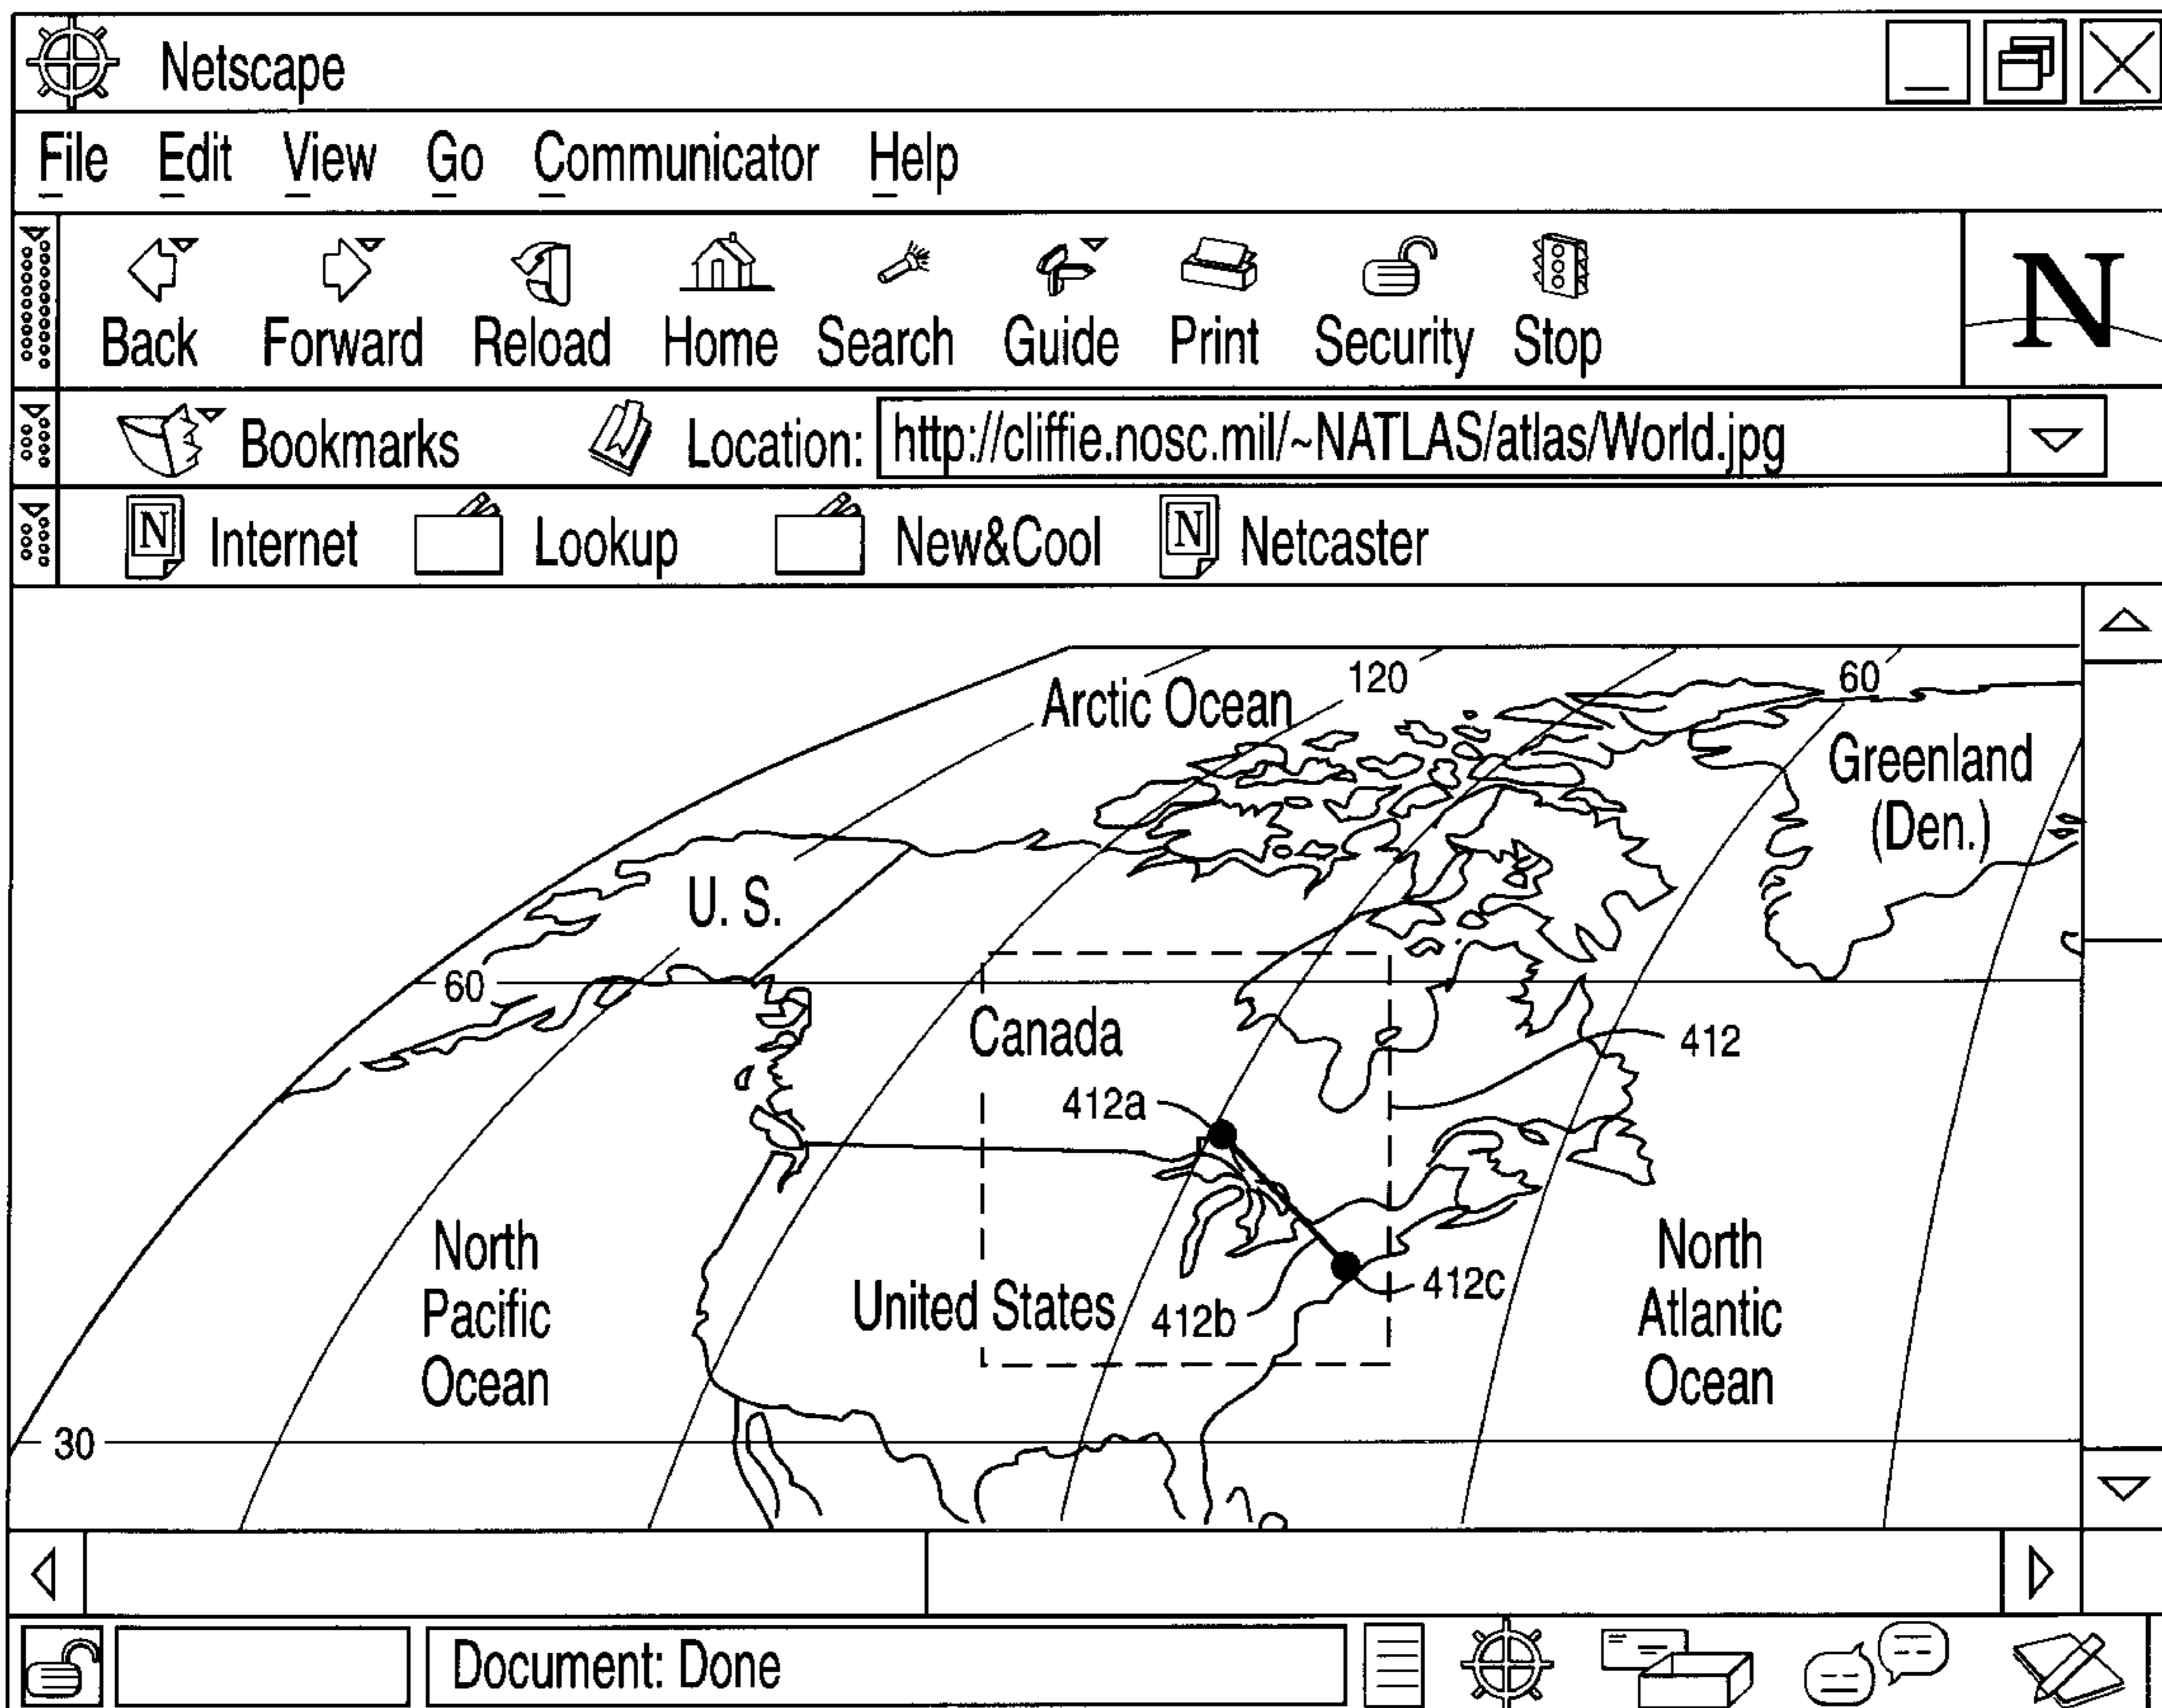 Netscape
File Edit View Go Communicator Help
Back Forward Reload Home Search Guide Print Security Stop
N
Bookmarks Location: http://cliffie.nosc.mil/~NATLAS/atlas/World.jpg
N Internet Lookup New&Cool N Netcaster
120 60
Arctic Ocean
Greenland
(Den.)
U. S.
60
Canada
412
412a
North
Pacific
Ocean
United States
412b
412c
North
Atlantic
Ocean
30
Document: Done